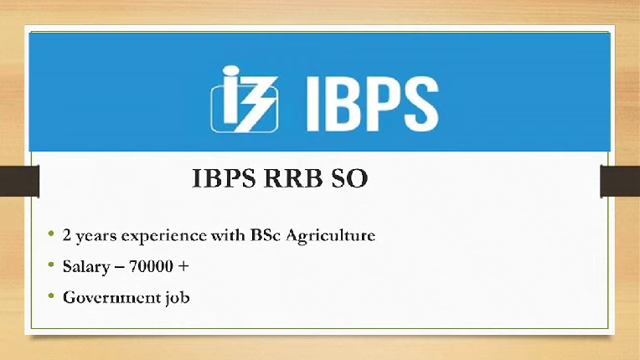 IBPS
IBPS RRB SO
• 2 years experience with BSc Agriculture
• Salary – 70000 +
• Government job